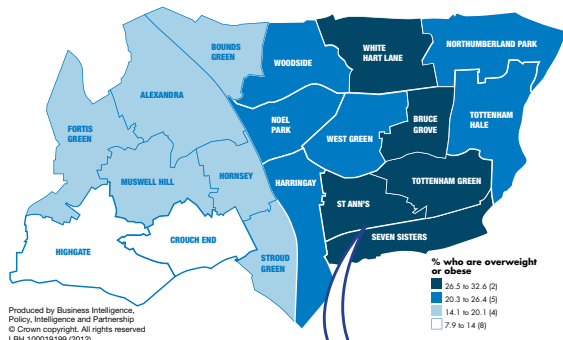 BOUNDS
GREEN
WOODSIDE
WHITE
HART LANE
NORTHUMBERLAND PARK
ALEXANDRA
FORTIS
GREEN
NOEL
PARK
WEST GREEN
BRUCE
GROVE
TOTTENHAM
HALE
MUSWELL HILL
HORNSEY
HARRINGAY
ST ANN'S
TOTTENHAM GREEN
HIGHGATE
CROUCH END
STROUD
GREEN
SEVEN SISTERS
% who are overweight
or obese
26.5 to 32.6 (2)
20.3 to 26.4 (5)
14.1 to 20.1 (4)
7.9 to 14 (8)
Produced by Business Intelligence,
Policy, Intelligence and Partnership
© Crown copyright. All rights reserved
LBH 100019199 (2012)